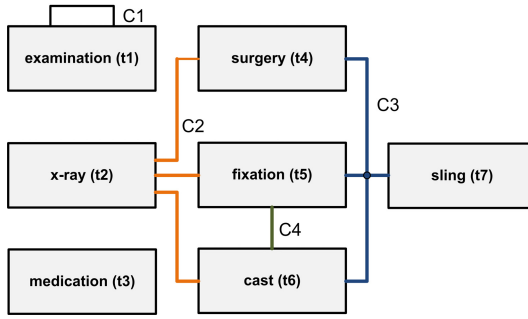 C1
examination (t1)
surgery (t4)
C3
C2
x-ray (t2)
fixation (t5)
sling (t7)
C4
medication (t3)
cast (t6)